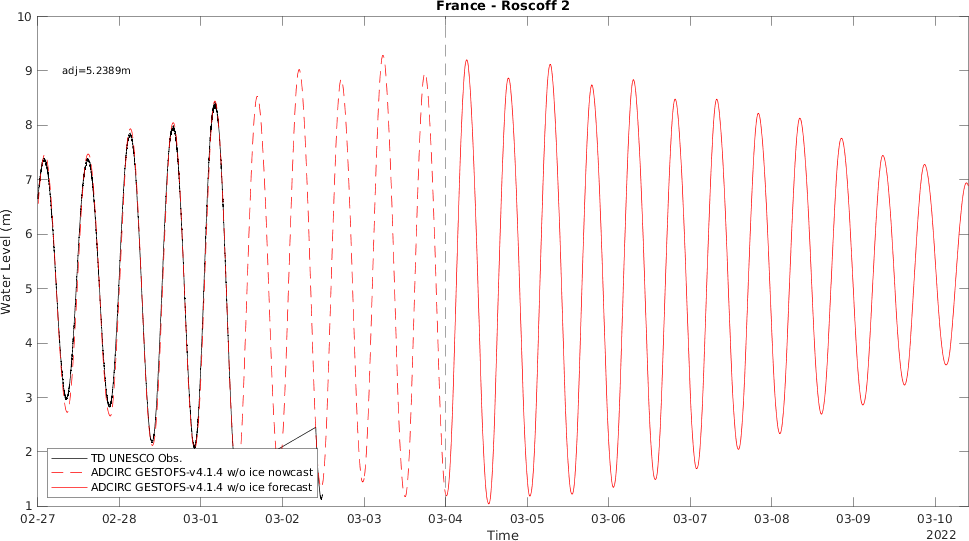 France - Roscoff 2
adj=5.2389m
Water Level (m)
10
9
8
7
6
5
4
3
2
1
TD UNESCO Obs.
ADCIRC GESTOFS-v4.1.4 w/o ice nowcast
ADCIRC GESTOFS-v4.1.4 w/o ice forecast
02-27 02-28 03-01 03-02 03-03 03-04 03-05 03-06 03-07 03-08 03-09 03-10
Time
2022